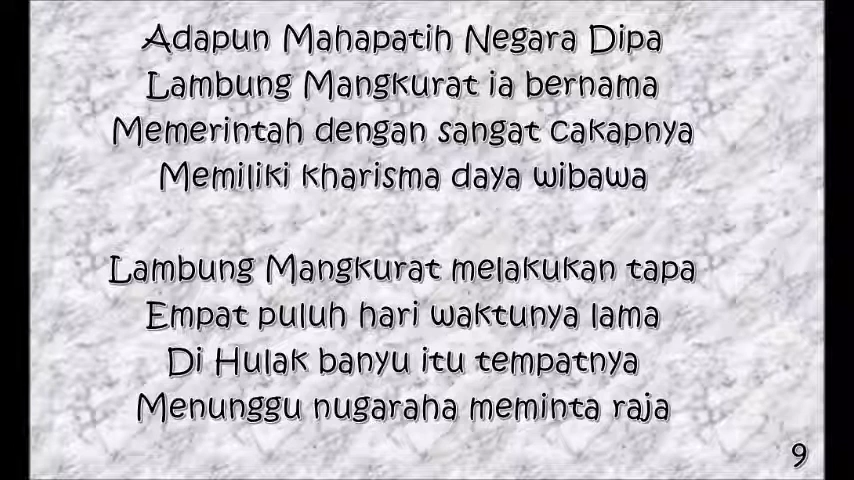 Adapun Mahapatih Negara Dipa
Lambung Mangkurat ia bernama
Memerintah dengan sangat cakapnya
Memiliki kharisma daya wibawa
Lambung Mangkurat melakukan tapa
Empat puluh hari waktunya lama
Di Hulak banyu itu tempatnya
Menunggu nugaraha meminta raja
9